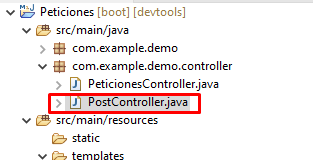 Peticiones [boot] [devtools]
src/main/java
com.example.demo
com.example.demo.controller
PeticionesController.java
PostController.java
src/main/resources
static
templates